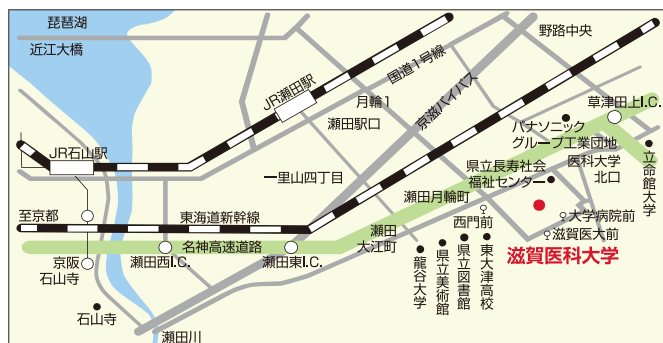 琵琶湖
近江大橋
野路中央
国道1号線
JR瀬田駅
月輪1
京滋バイパス
草津田上I.C.
瀬田駅口
パナソニック
グループ工業団地
JR石山駅
医科大学
北口
立命館大学
県立長寿社会
福祉センター
一里山四丁目
瀬田月輪町
至京都
東海道新幹線
西門前
大学病院前
滋賀医大前
瀬田
大江町
名神高速道路
滋賀医科大学
京阪
石山寺
瀬田西I.C.
瀬田東I.C.
龍谷大学
県立美術館
県立図書館
東大津高校
石山寺
瀬田川